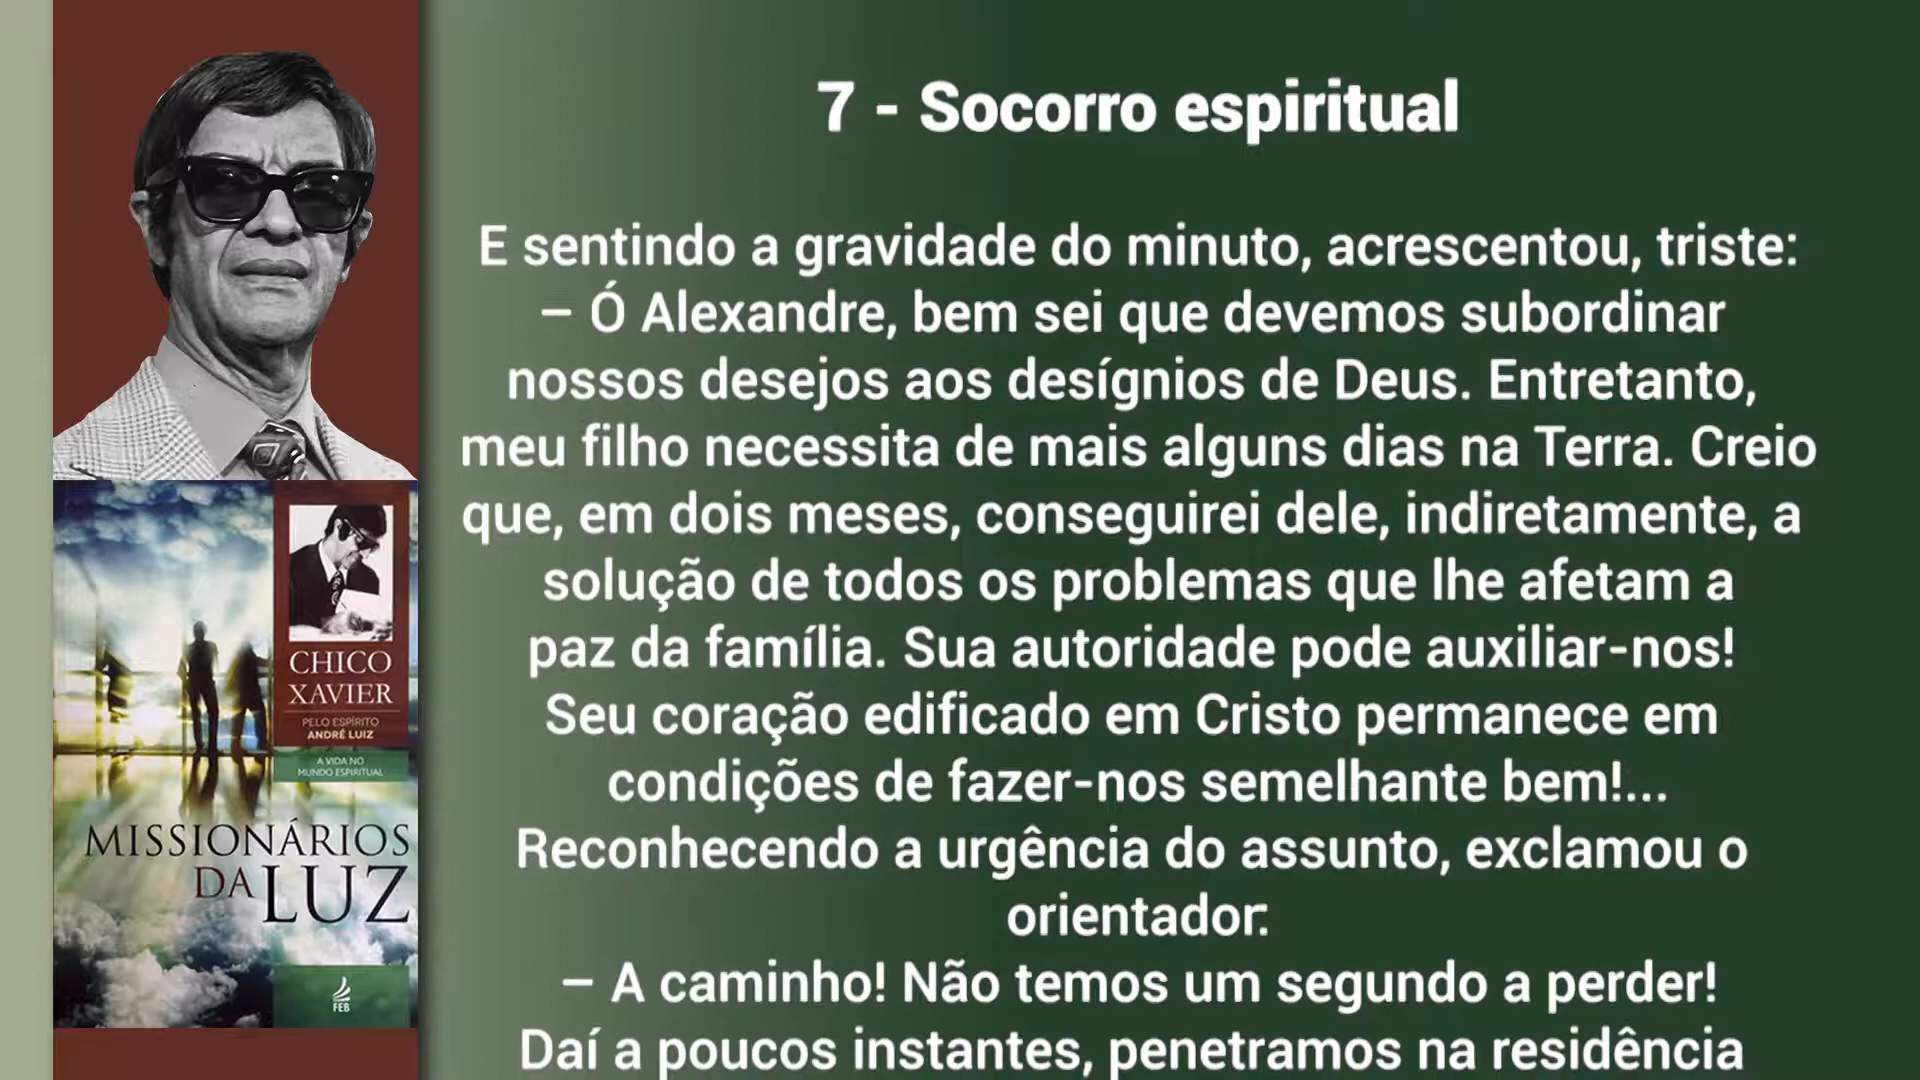 7 - Socorro espiritual
E sentindo a gravidade do minuto, acrescentou, triste:
– Ó Alexandre, bem sei que devemos subordinar
nossos desejos aos desígnios de Deus. Entretanto,
meu filho necessita de mais alguns dias na Terra. Creio
que, em dois meses, conseguirei dele, indiretamente, a
solução de todos os problemas que lhe afetam a
paz da família. Sua autoridade pode auxiliar-nos!
Seu coração edificado em Cristo permanece em
condições de fazer-nos semelhante bem!...
Reconhecendo a urgência do assunto, exclamou o
orientador:
– A caminho! Não temos um segundo a perder!
Daí a poucos instantes, penetramos na residência
CHICO
XAVIER
PELO ESPÍRITO
ANDRÉ LUIZ
A VIDA NO
MUNDO ESPIRITUAL
MISSIONÁRIOS
DA LUZ
FEB